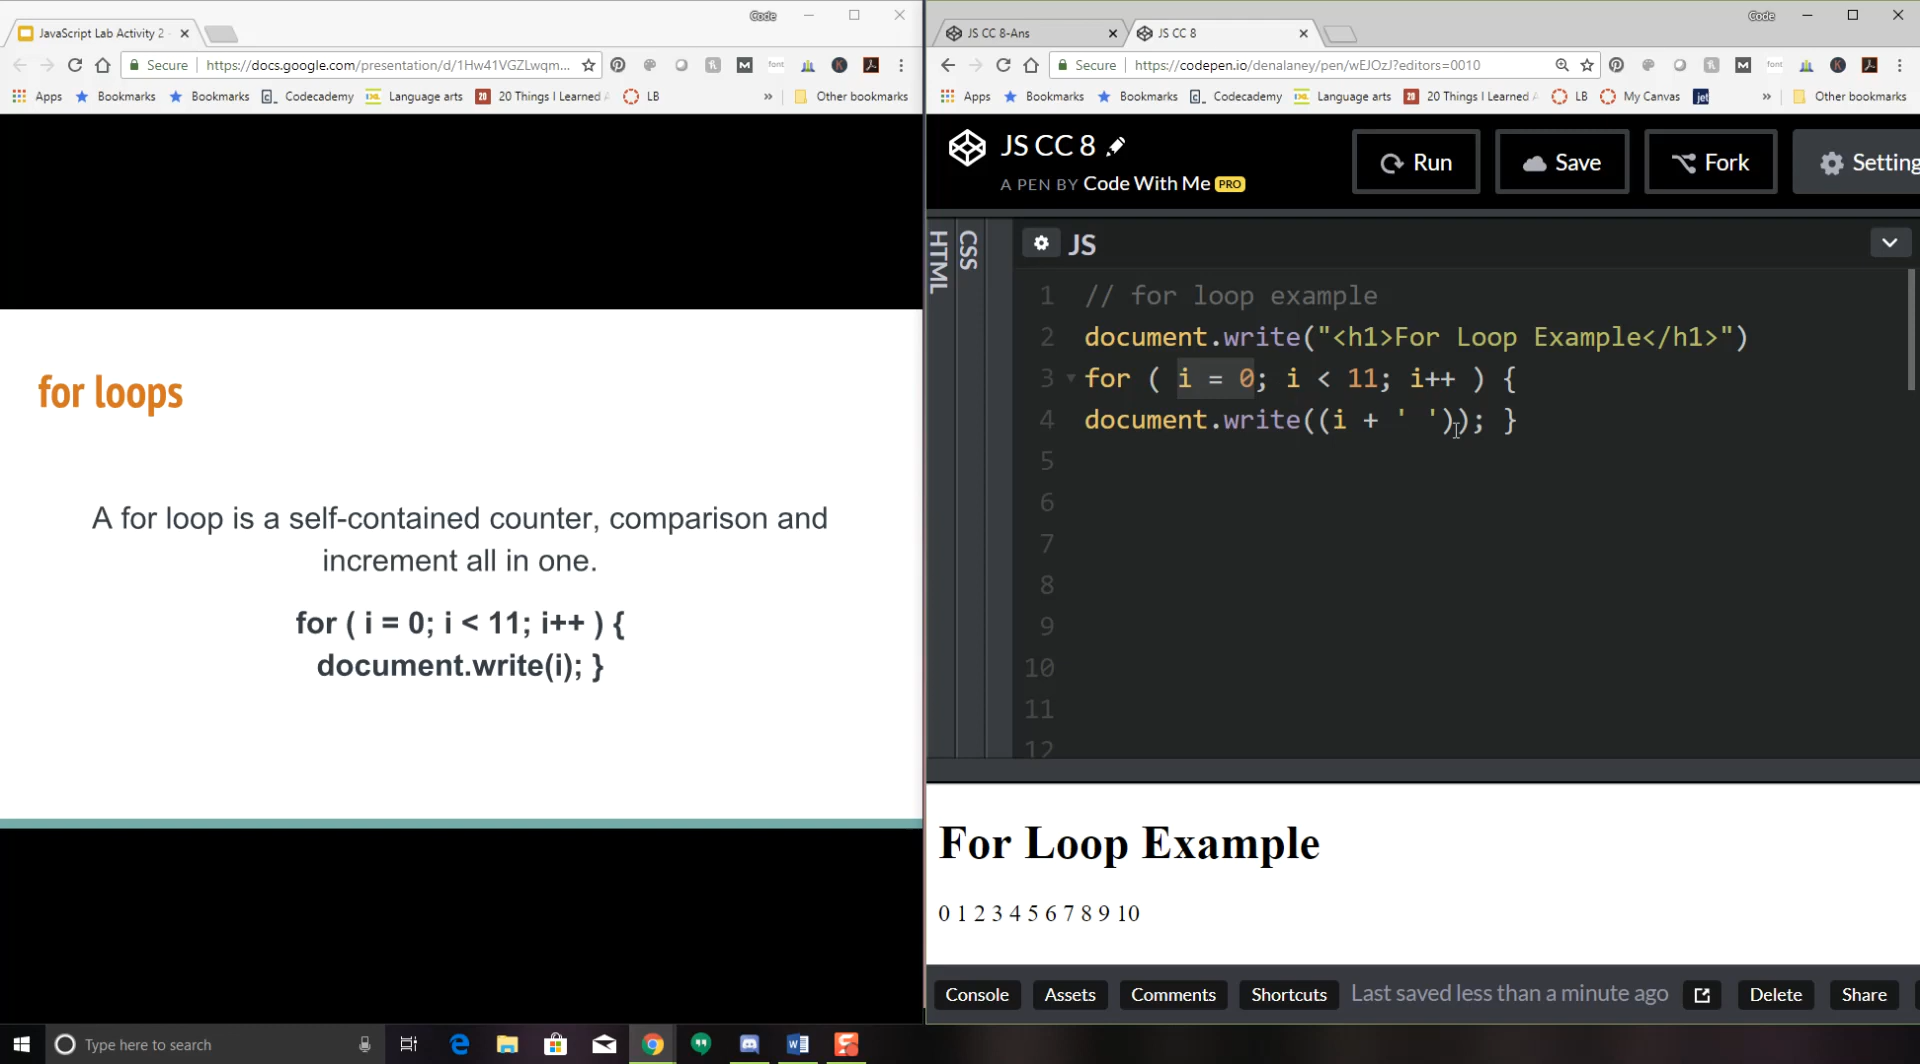 Code
JavaScript Lab Activity 2
Secure https://docs.google.com/presentation/d/1Hw41VGZLwqm...
Apps Bookmarks Bookmarks Codecademy Language arts 20 Things I Learned LB » Other bookmarks
for loops
A for loop is a self-contained counter, comparison and
increment all in one.
for ( i = 0; i < 11; i++ ) {
document.write(i); }
Code
JS CC 8-Ans
JS CC 8
Secure https://codepen.io/denalaney/pen/wEJOzJ?editors=0010
Apps Bookmarks Bookmarks Codecademy Language arts 20 Things I Learned LB My Canvas jet » Other bookmarks
JS CC 8
A PEN BY Code With Me PRO
Run Save Fork Setting
HTML
CSS
JS
1 // for loop example
2 document.write("<h1>For Loop Example</h1>")
3 for ( i = 0; i < 11; i++ ) {
4 document.write((i + ' ')); }
5
6
7
8
9
10
11
12
For Loop Example
0 1 2 3 4 5 6 7 8 9 10
Console Assets Comments Shortcuts Last saved less than a minute ago Delete Share
Type here to search